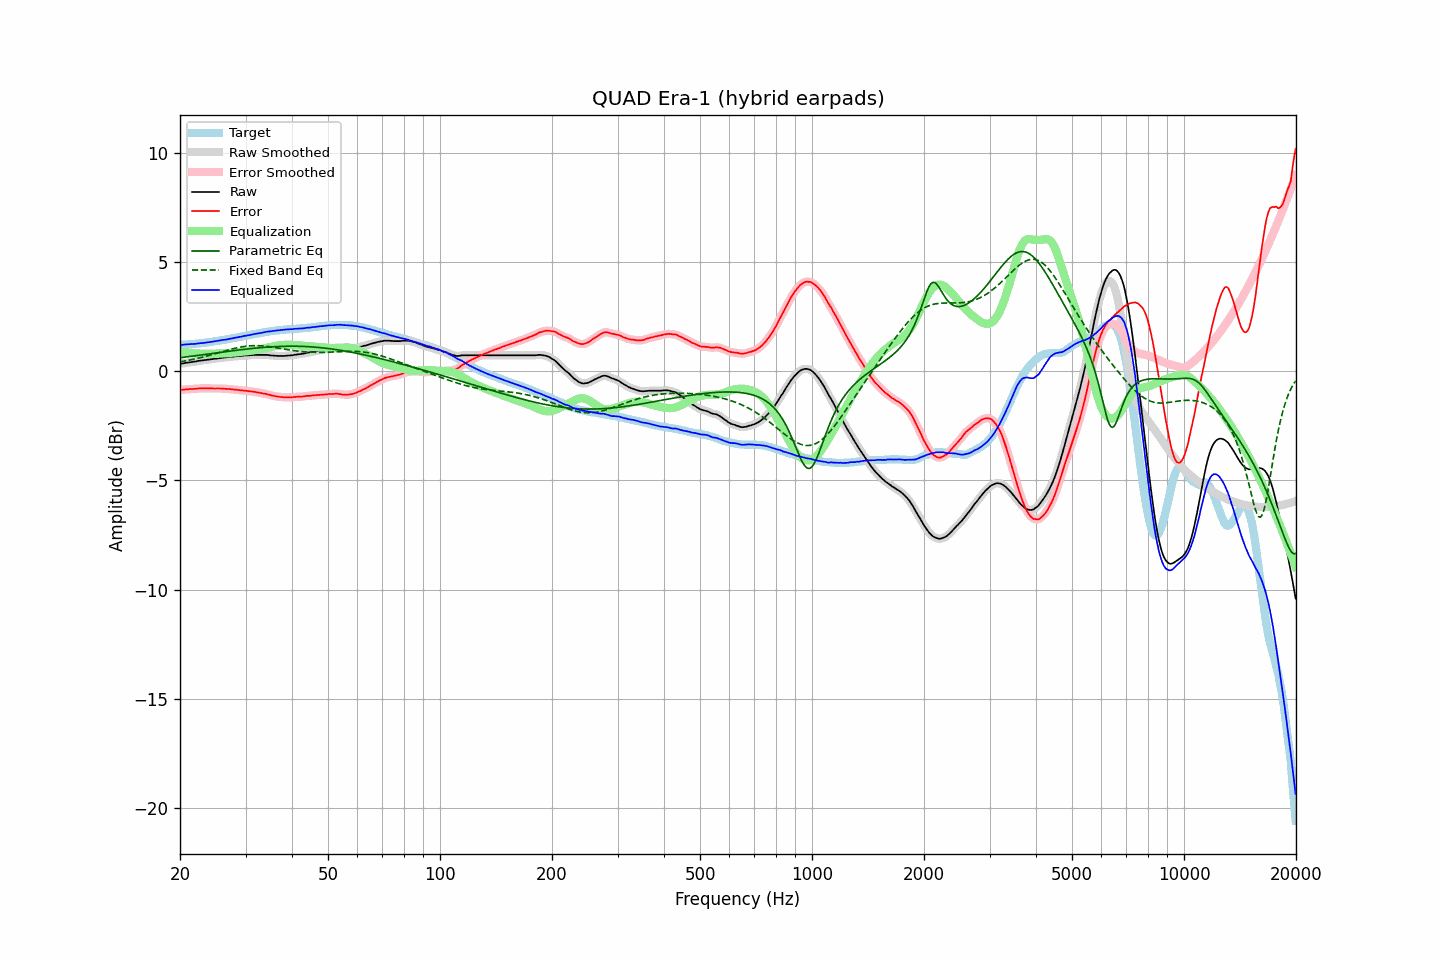 QUAD Era-1 (hybrid earpads)
Target
Raw Smoothed
Error Smoothed
Raw
Error
Equalization
Parametric Eq
Fixed Band Eq
Equalized
Amplitude (dBr)
10
5
0
−5
−10
−15
−20
20 50 100 200 500 1000 2000 5000 10000 20000
Frequency (Hz)